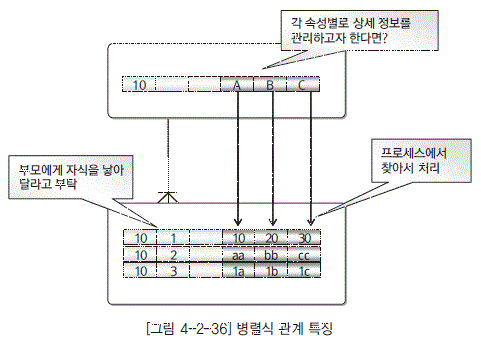 각 속성별로 상세 정보를
관리하고자 한다면?
10 A B C
부모에게 자식을 낳아
달라고 부탁
프로세스에서
찾아서 처리
10 1 10 20 30
10 2 aa bb cc
10 3 1a 1b 1c
[그림 4--2-36] 병렬식 관계 특징